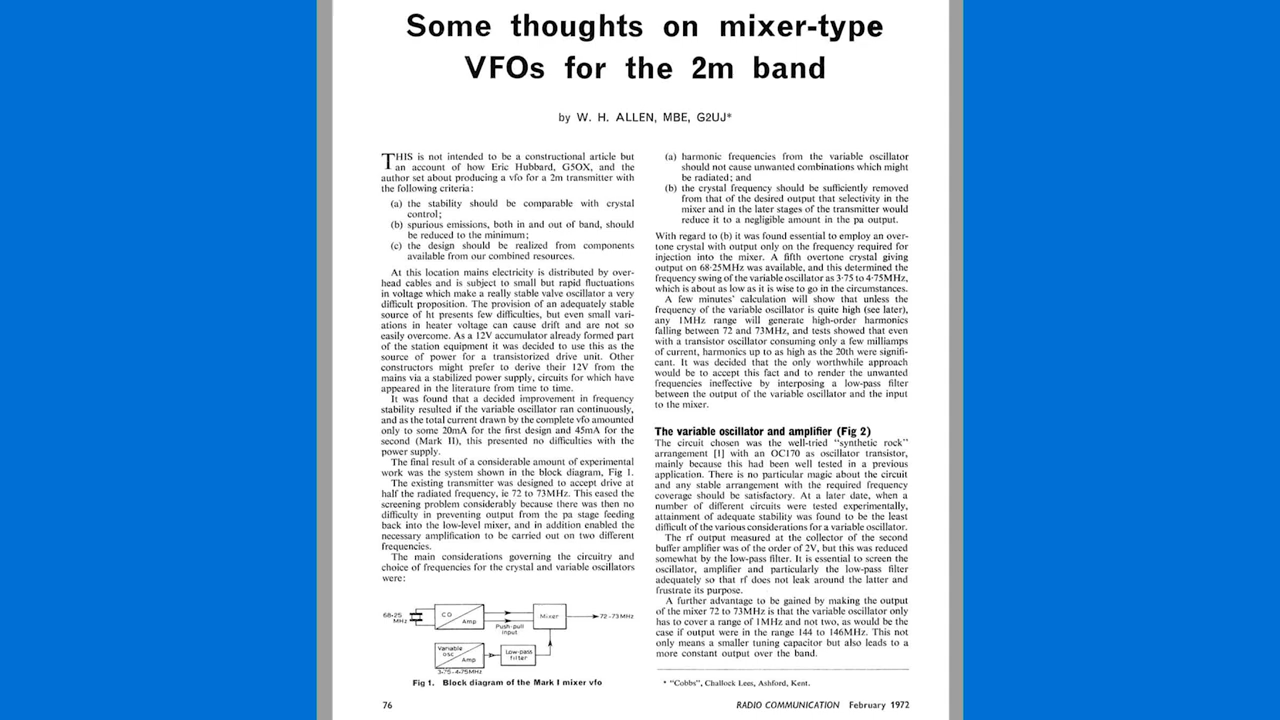 Some thoughts on mixer-type
VFOs for the 2m band
by W. H. ALLEN, MBE, G2UJ*
THIS is not intended to be a constructional article but
an account of how Eric Hubbard, G5OX, and the
author set about producing a vfo for a 2m transmitter with
the following criteria:
(a) the stability should be comparable with crystal
control;
(b) spurious emissions, both in and out of band, should
be reduced to the minimum;
(c) the design should be realized from components
available from our combined resources.
At this location mains electricity is distributed by over-
head cables and is subject to small but rapid fluctuations
in voltage which make a really stable valve oscillator a very
difficult proposition. The provision of an adequately stable
source of ht presents few difficulties, but even small vari-
ations in heater voltage can cause drift and are not so
easily overcome. As a 12V accumulator already formed part
of the station equipment it was decided to use this as the
source of power for a transistorized drive unit. Other
constructors might prefer to derive their 12V from the
mains via a stabilized power supply, circuits for which have
appeared in the literature from time to time.
It was found that a decided improvement in frequency
stability resulted if the variable oscillator ran continuously,
and as the total current drawn by the complete vfo amounted
only to some 20mA for the first design and 45mA for the
second (Mark II), this presented no difficulties with the
power supply.
The final result of a considerable amount of experimental
work was the system shown in the block diagram, Fig 1.
The existing transmitter was designed to accept drive at
half the radiated frequency, ie 72 to 73MHz. This eased the
screening problem considerably because there was then no
difficulty in preventing output from the pa stage feeding
back into the low-level mixer, and in addition enabled the
necessary amplification to be carried out on two different
frequencies.
The main considerations governing the circuitry and
choice of frequencies for the crystal and variable oscillators
were:
68·25
MHz
CO
Amp
Push-pull
input
Mixer
72-73MHz
Variable
osc
Amp
Low-pass
filter
3·75-4·75MHz
Fig 1. Block diagram of the Mark I mixer vfo
(a) harmonic frequencies from the variable oscillator
should not cause unwanted combinations which might
be radiated; and
(b) the crystal frequency should be sufficiently removed
from that of the desired output that selectivity in the
mixer and in the later stages of the transmitter would
reduce it to a negligible amount in the pa output.
With regard to (b) it was found essential to employ an over-
tone crystal with output only on the frequency required for
injection into the mixer. A fifth overtone crystal giving
output on 68·25MHz was available, and this determined the
frequency swing of the variable oscillator as 3·75 to 4·75MHz,
which is about as low as it is wise to go in the circumstances.
A few minutes' calculation will show that unless the
frequency of the variable oscillator is quite high (see later),
any 1MHz range will generate high-order harmonics
falling between 72 and 73MHz, and tests showed that even
with a transistor oscillator consuming only a few milliamps
of current, harmonics up to as high as the 20th were signifi-
cant. It was decided that the only worthwhile approach
would be to accept this fact and to render the unwanted
frequencies ineffective by interposing a low-pass filter
between the output of the variable oscillator and the input
to the mixer.
The variable oscillator and amplifier (Fig 2)
The circuit chosen was the well-tried "synthetic rock"
arrangement [1] with an OC170 as oscillator transistor,
mainly because this had been well tested in a previous
application. There is no particular magic about the circuit
and any stable arrangement with the required frequency
coverage should be satisfactory. At a later date, when a
number of different circuits were tested experimentally,
attainment of adequate stability was found to be the least
difficult of the various considerations for a variable oscillator.
The rf output measured at the collector of the second
buffer amplifier was of the order of 2V, but this was reduced
somewhat by the low-pass filter. It is essential to screen the
oscillator, amplifier and particularly the low-pass filter
adequately so that rf does not leak around the latter and
frustrate its purpose.
A further advantage to be gained by making the output
of the mixer 72 to 73MHz is that the variable oscillator only
has to cover a range of 1MHz and not two, as would be the
case if output were in the range 144 to 146MHz. This not
only means a smaller tuning capacitor but also leads to a
more constant output over the band.
* "Cobbs", Challock Lees, Ashford, Kent.
76
RADIO COMMUNICATION February 1972